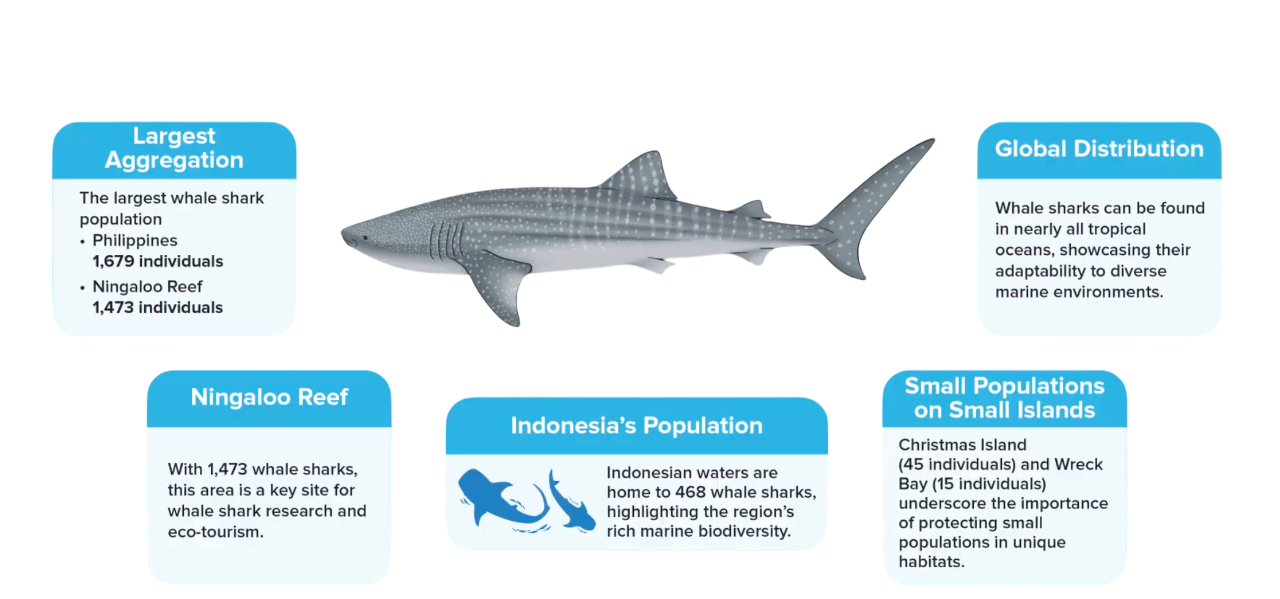 Largest
Aggregation
The largest whale shark
population
• Philippines
1,679 individuals
• Ningaloo Reef
1,473 individuals
Global Distribution
Whale sharks can be found
in nearly all tropical
oceans, showcasing their
adaptability to diverse
marine environments.
Ningaloo Reef
With 1,473 whale sharks,
this area is a key site for
whale shark research and
eco-tourism.
Indonesia’s Population
Indonesian waters are
home to 468 whale sharks,
highlighting the region’s
rich marine biodiversity.
Small Populations
on Small Islands
Christmas Island
(45 individuals) and Wreck
Bay (15 individuals)
underscore the importance
of protecting small
populations in unique
habitats.